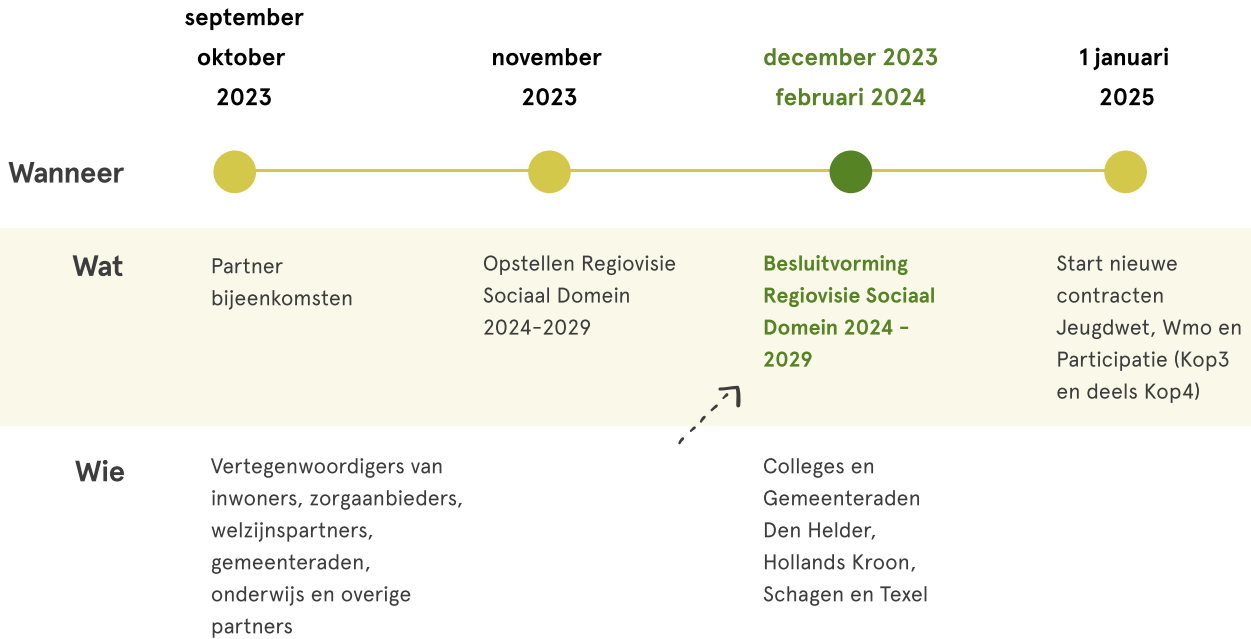 september
oktober
2023
november
2023
december 2023
februari 2024
1 januari
2025
Wanneer
Wat
Partner
bijeenkomsten
Opstellen Regiovisie
Sociaal Domein
2024-2029
Besluitvorming
Regiovisie Sociaal
Domein 2024 -
2029
Start nieuwe
contracten
Jeugdwet, Wmo en
Participatie (Kop3
en deels Kop4)
Wie
Vertegenwoordigers van
inwoners, zorgaanbieders,
welzijnspartners,
gemeenteraden,
onderwijs en overige
partners
Colleges en
Gemeenteraden
Den Helder,
Hollands Kroon,
Schagen en Texel